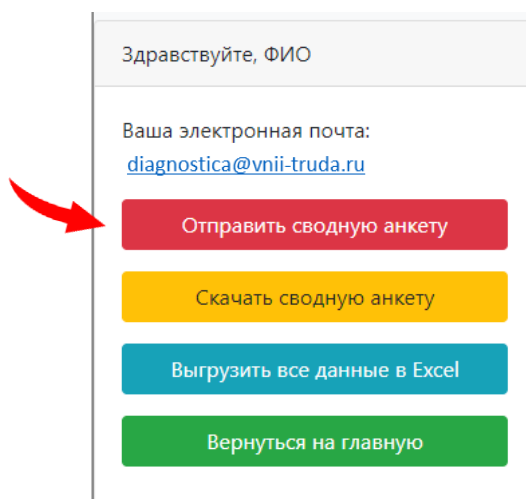 Здравствуйте, ФИО
Ваша электронная почта:
diagnostica@vnii-truda.ru
Отправить сводную анкету
Скачать сводную анкету
Выгрузить все данные в Excel
Вернуться на главную